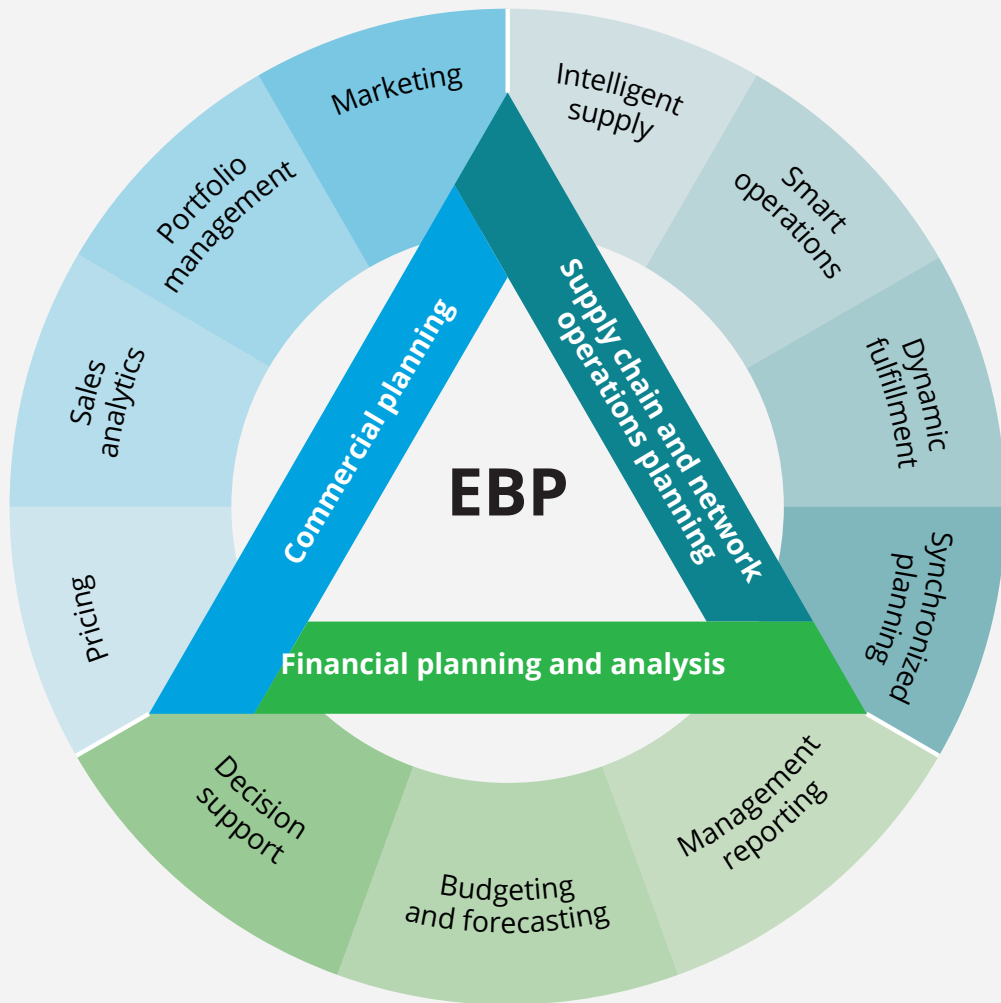 Marketing
Intelligent
supply
Portfolio
management
Smart
operations
Sales
analytics
Dynamic
fulfillment
Commercial planning
Supply chain and network
operations planning
EBP
Pricing
Synchronized
planning
Financial planning and analysis
Decision
support
Management
reporting
Budgeting
and forecasting